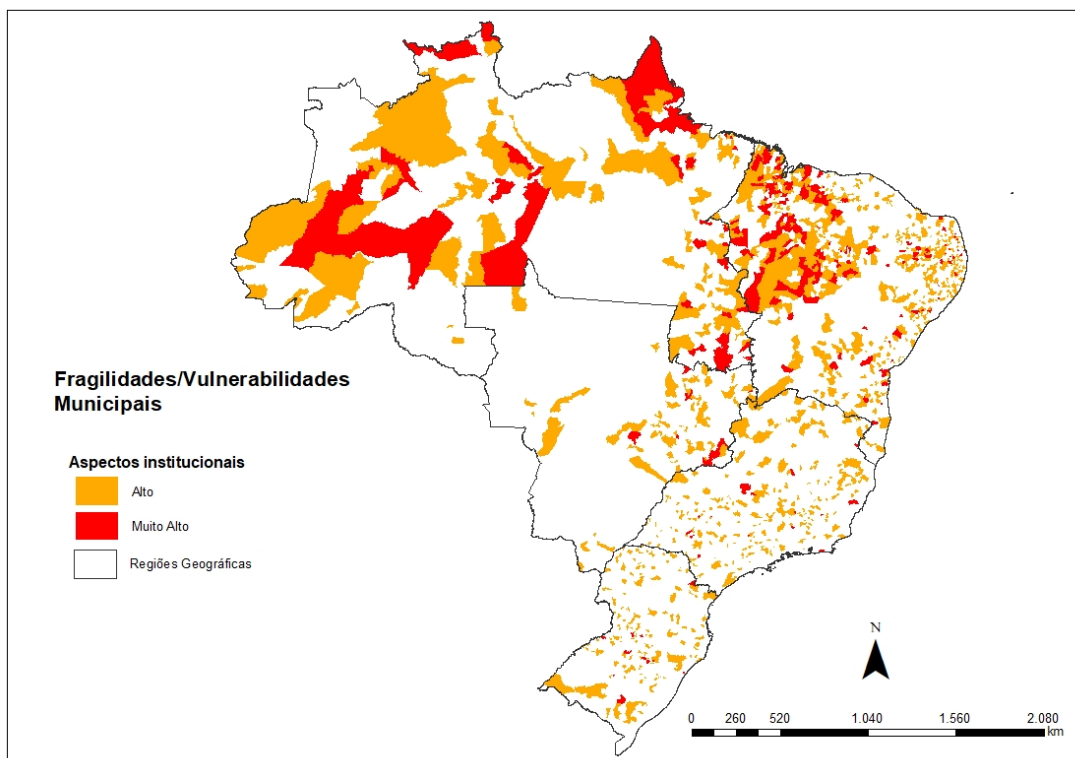 Fragilidades/Vulnerabilidades
Municipais
Aspectos institucionais
Alto
Muito Alto
Regiões Geográficas
N
0 260 520 1.040 1.560 2.080
km